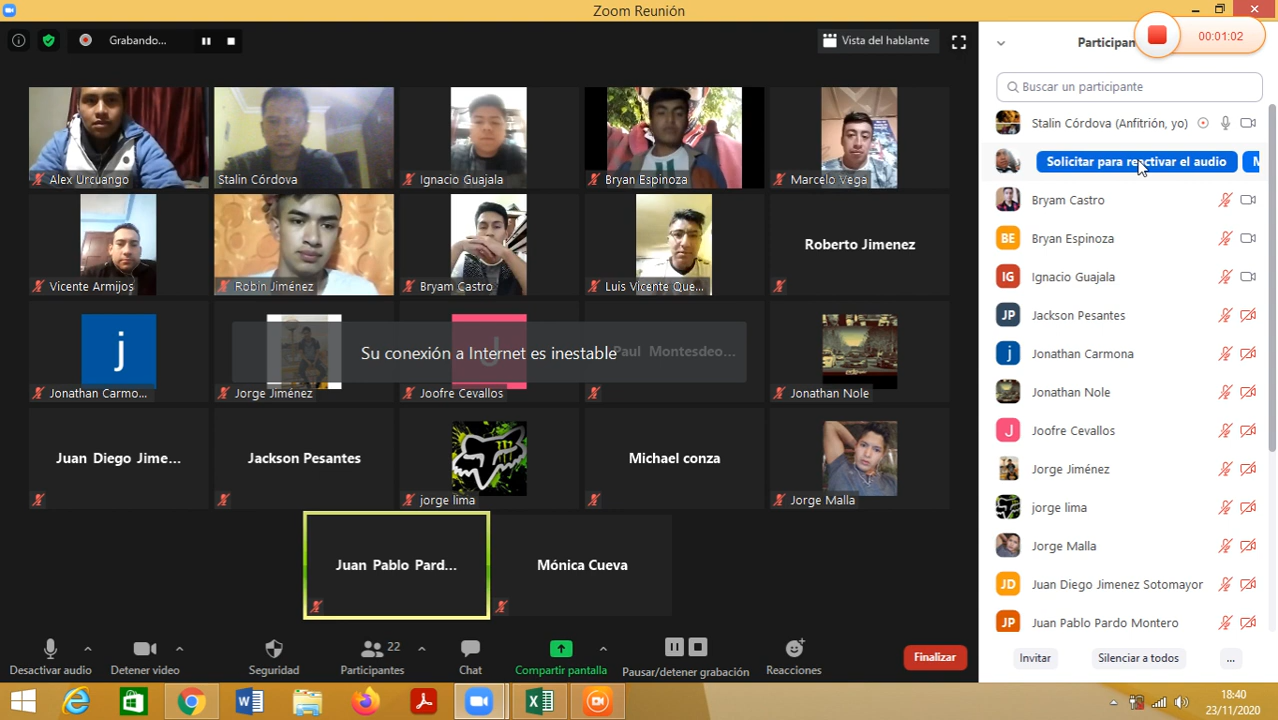 Zoom Reunión
Grabando...
Vista del hablante
Alex Urcuango
Stalin Córdova
Ignacio Guajala
Bryan Espinoza
Marcelo Vega
Vicente Armijos
Robin Jiménez
Bryam Castro
Luis Vicente Que...
Roberto Jimenez
Su conexión a Internet es inestable
Paul Montesdeo...
j
J
Jonathan Carmo...
Jorge Jiménez
Joofre Cevallos
Jonathan Nole
Juan Diego Jime...
Jackson Pesantes
jorge lima
Michael conza
Jorge Malla
Juan Pablo Pard...
Mónica Cueva
Desactivar audio
Detener video
Seguridad
22
Participantes
Chat
Compartir pantalla
Pausar/detener grabación
Reacciones
Finalizar
Participan
00:01:02
Buscar un participante
Stalin Córdova (Anfitrión, yo)
Solicitar para reactivar el audio
M
Bryam Castro
BE Bryan Espinoza
IG Ignacio Guajala
JP Jackson Pesantes
j Jonathan Carmona
Jonathan Nole
J Joofre Cevallos
Jorge Jiménez
jorge lima
Jorge Malla
JD Juan Diego Jimenez Sotomayor
JP Juan Pablo Pardo Montero
Invitar
Silenciar a todos
...
18:40
23/11/2020